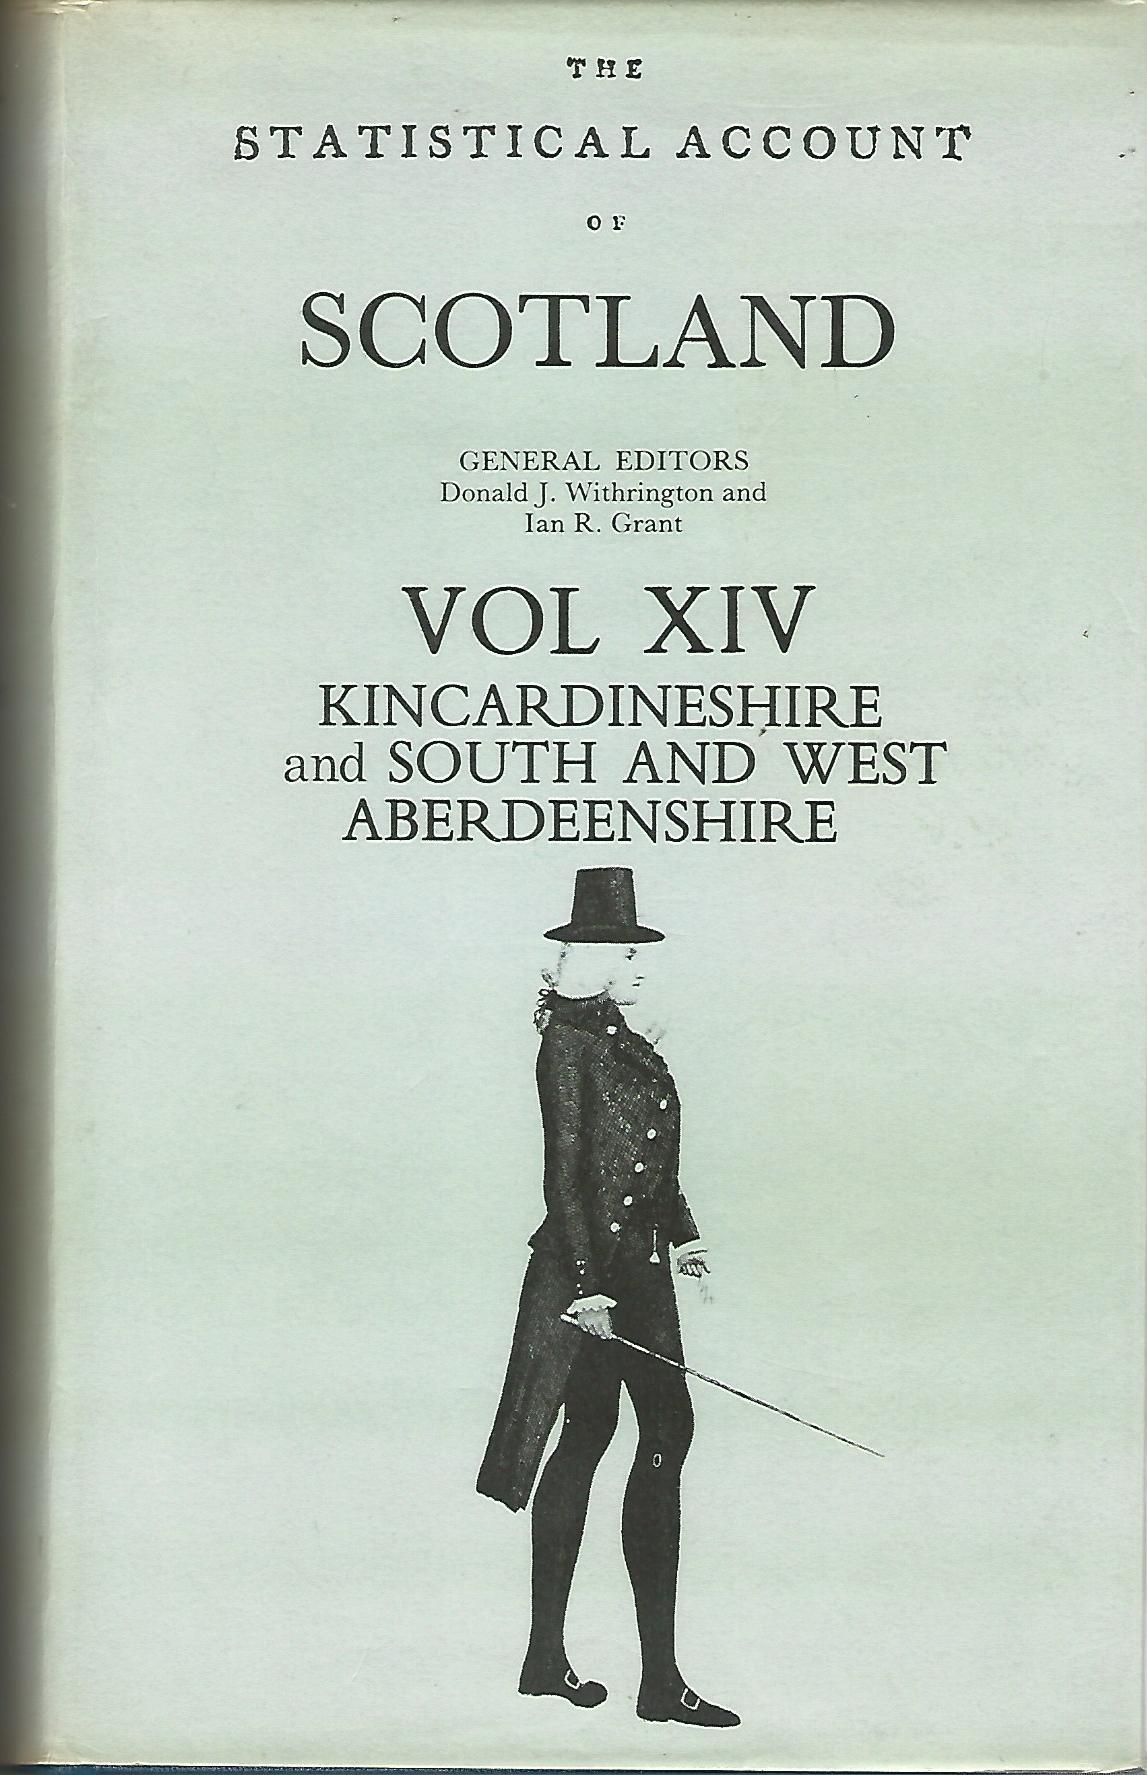 THE
STATISTICAL ACCOUNT
OF
SCOTLAND
GENERAL EDITORS
Donald J. Withrington and
Ian R. Grant
VOL XIV
KINCARDINESHIRE
and SOUTH AND WEST
ABERDEENSHIRE